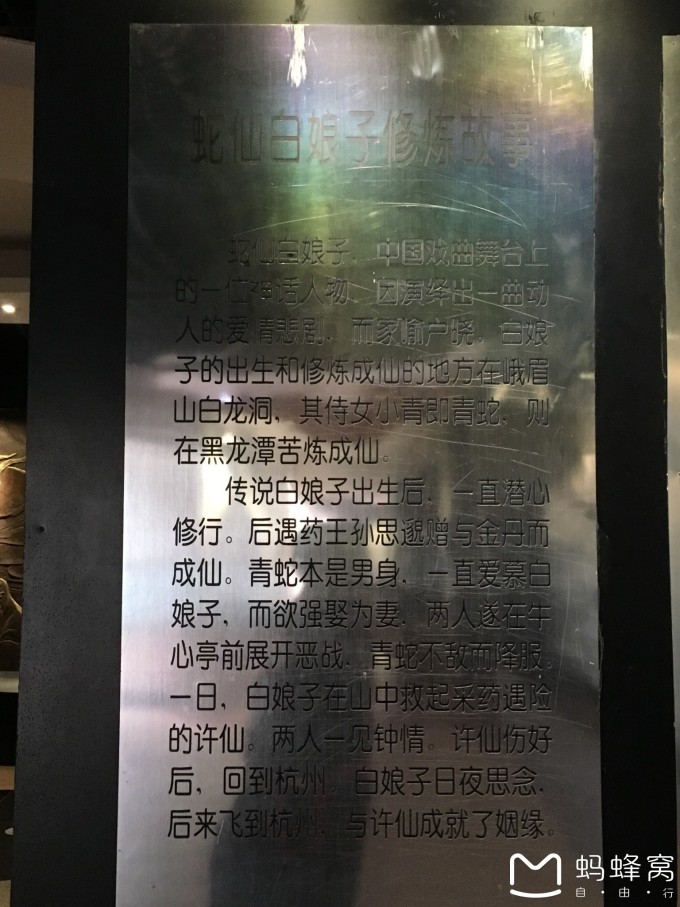 蛇仙白娘子修炼故事
蛇仙白娘子，中国戏曲舞台上
的一位神话人物，因演绎出一曲动
人的爱情悲剧，而家喻户晓。白娘
子的出生和修炼成仙的地方在峨眉
山白龙洞，其侍女小青即青蛇，则
在黑龙潭苦炼成仙。
传说白娘子出生后，一直潜心
修行。后遇药王孙思邈赠与金丹而
成仙。青蛇本是男身，一直爱慕白
娘子，而欲强娶为妻，两人遂在牛
心亭前展开恶战，青蛇不敌而降服。
一日，白娘子在山中救起采药遇险
的许仙。两人一见钟情。许仙伤好
后，回到杭州。白娘子日夜思念，
后来飞到杭州，与许仙成就了姻缘。
蚂蜂窝
自·由·行